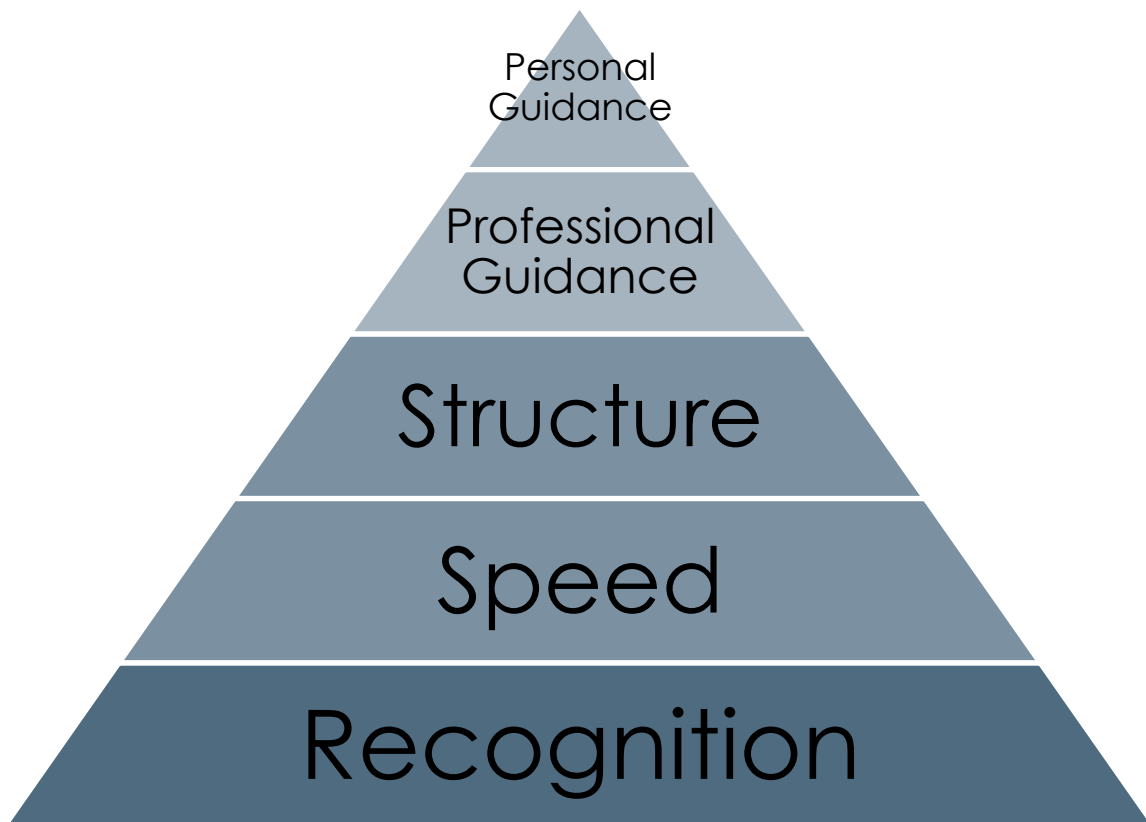 Personal
Guidance
Professional
Guidance
Structure
Speed
Recognition